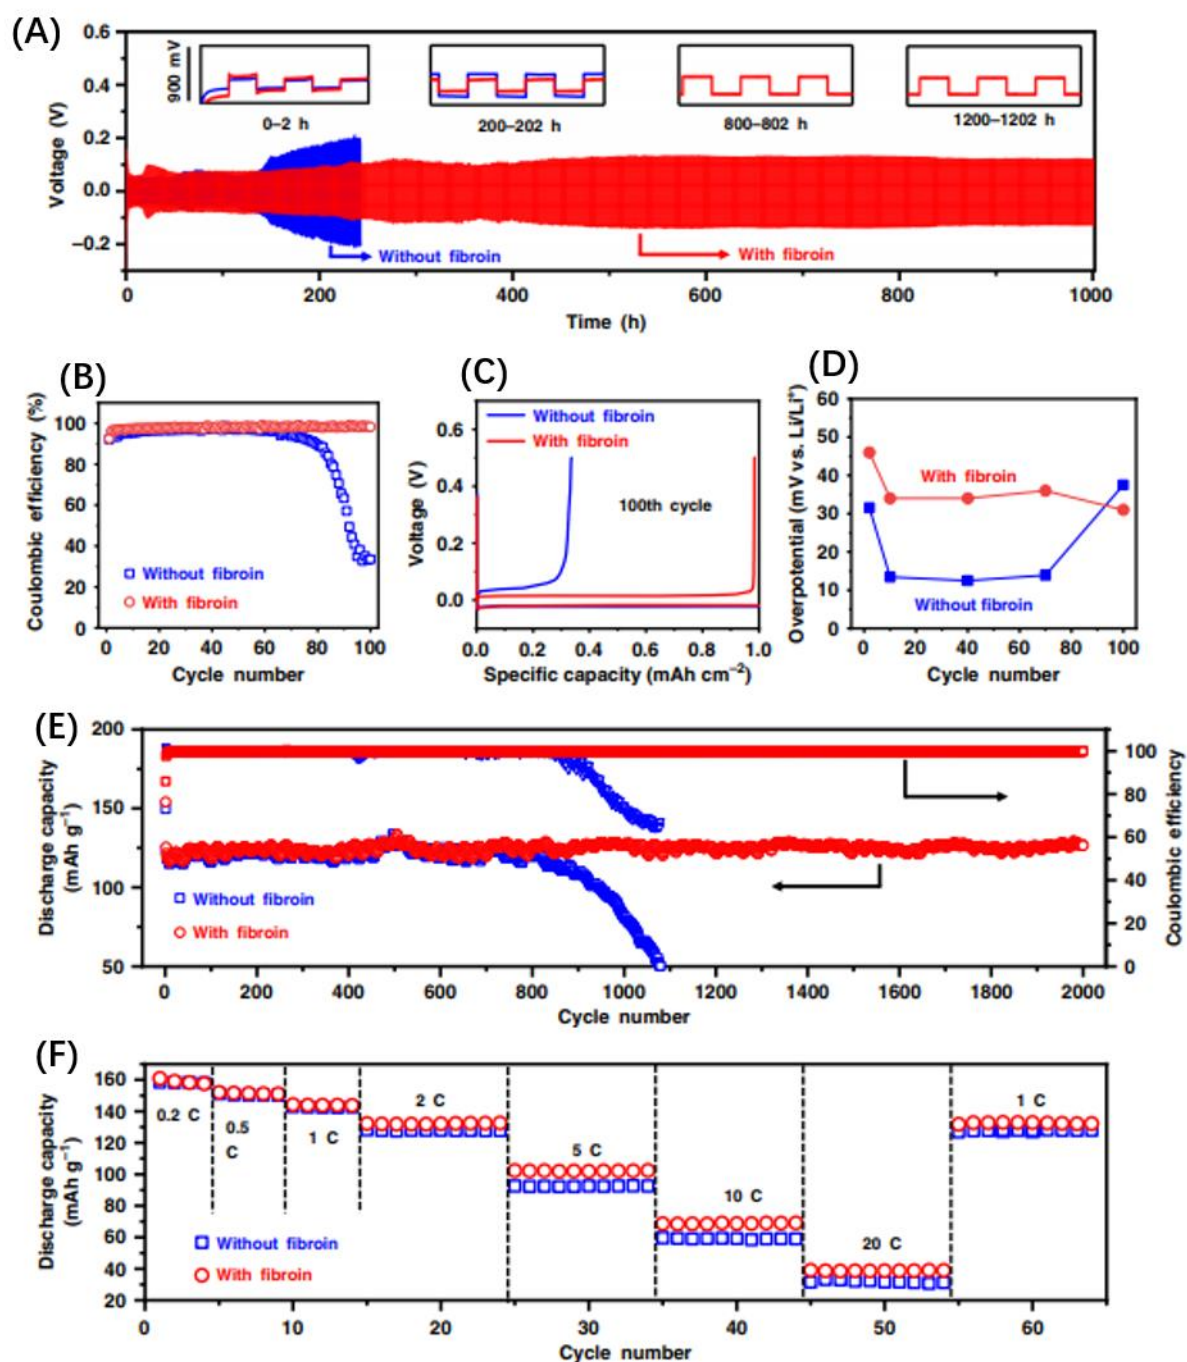 (A)
0.6
0.4
0.2
0.0
−0.2
Voltage (V)
900 mV
0–2 h
200–202 h
800–802 h
1200–1202 h
Without fibroin
With fibroin
0 200 400 600 800 1000
Time (h)
(B)
100
80
60
40
20
0
Coulombic efficiency (%)
Without fibroin
With fibroin
0 20 40 60 80 100
Cycle number
(C)
0.6
0.4
0.2
0.0
Voltage (V)
Without fibroin
With fibroin
100th cycle
0.0 0.2 0.4 0.6 0.8 1.0
Specific capacity (mAh cm−2)
(D)
60
50
40
30
20
10
0
Overpotential (mV vs. Li/Li+)
With fibroin
Without fibroin
0 20 40 60 80 100
Cycle number
(E)
200
150
100
50
Discharge capacity
(mAh g−1)
Without fibroin
With fibroin
100
80
60
40
20
0
Coulombic efficiency
0 200 400 600 800 1000 1200 1400 1600 1800 2000
Cycle number
(F)
160
140
120
100
80
60
40
20
Discharge capacity
(mAh g−1)
0.2 C
0.5
C
1 C
2 C
5 C
10 C
20 C
1 C
Without fibroin
With fibroin
0 10 20 30 40 50 60
Cycle number